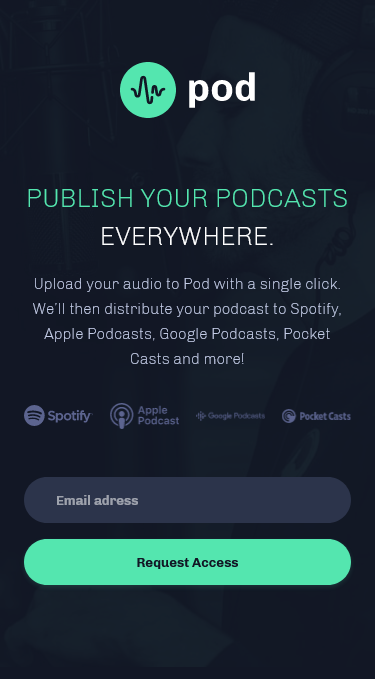 pod
PUBLISH YOUR PODCASTS
EVERYWHERE.
Upload your audio to Pod with a single click.
We’ll then distribute your podcast to Spotify,
Apple Podcasts, Google Podcasts, Pocket
Casts and more!
Spotify Apple Podcast Google Podcasts Pocket Casts
Email adress
Request Access